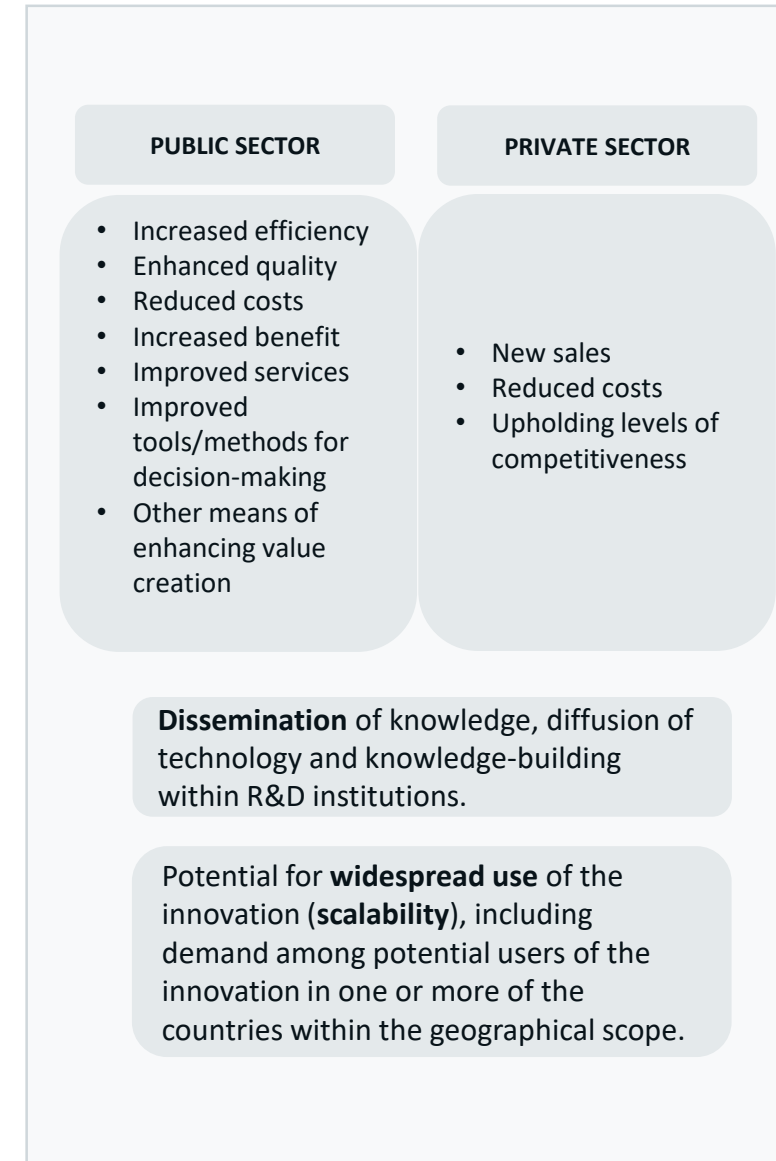 PUBLIC SECTOR
• Increased efficiency
• Enhanced quality
• Reduced costs
• Increased benefit
• Improved services
• Improved
tools/methods for
decision-making
• Other means of
enhancing value
creation
PRIVATE SECTOR
• New sales
• Reduced costs
• Upholding levels of
competitiveness
Dissemination of knowledge, diffusion of
technology and knowledge-building
within R&D institutions.
Potential for widespread use of the
innovation (scalability), including
demand among potential users of the
innovation in one or more of the
countries within the geographical scope.